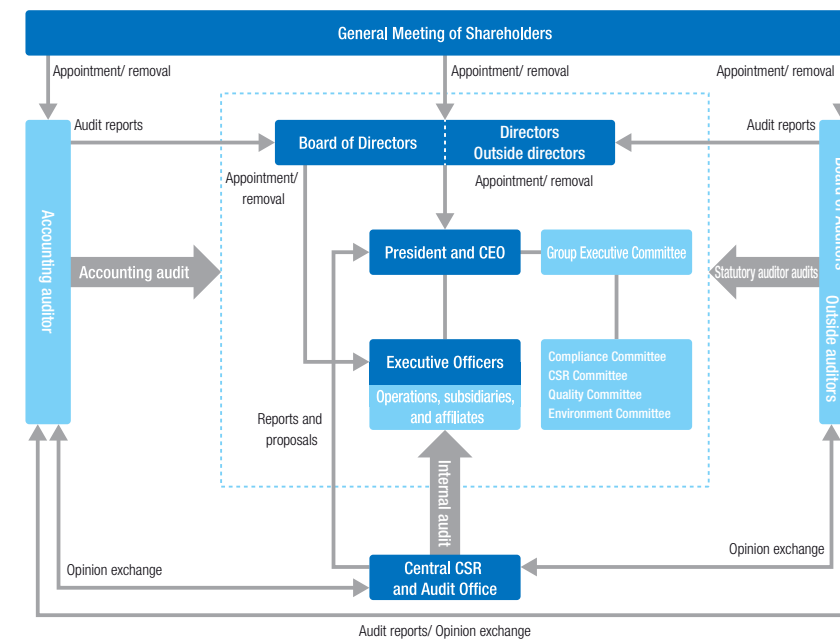 General Meeting of Shareholders
Appointment/ removal
Appointment/ removal
Appointment/ removal
Audit reports
Board of Directors
Directors
Outside directors
Audit reports
Appointment/
removal
Appointment/ removal
Accounting auditor
Accounting audit
President and CEO
Group Executive Committee
Statutory auditor audits
Outside auditors
Executive Officers
Operations, subsidiaries,
and affiliates
Compliance Committee
CSR Committee
Quality Committee
Environment Committee
Reports and
proposals
Internal audit
Opinion exchange
Central CSR
and Audit Office
Opinion exchange
Audit reports/ Opinion exchange